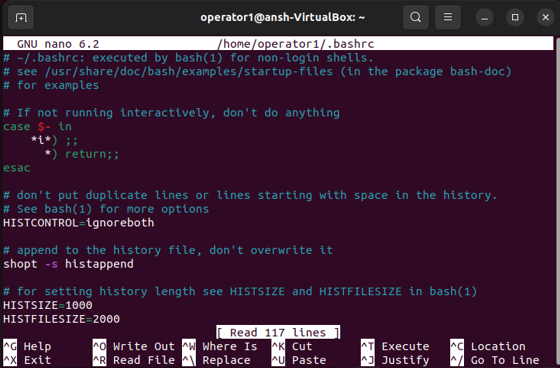 operator1@ansh-VirtualBox: ~
GNU nano 6.2 /home/operator1/.bashrc
# ~/.bashrc: executed by bash(1) for non-login shells.
# see /usr/share/doc/bash/examples/startup-files (in the package bash-doc)
# for examples

# If not running interactively, don't do anything
case $- in
    *i*) ;;
      *) return;;
esac

# don't put duplicate lines or lines starting with space in the history.
# See bash(1) for more options
HISTCONTROL=ignoreboth

# append to the history file, don't overwrite it
shopt -s histappend

# for setting history length see HISTSIZE and HISTFILESIZE in bash(1)
HISTSIZE=1000
HISTFILESIZE=2000
[ Read 117 lines ]
^G Help ^O Write Out ^W Where Is ^K Cut ^T Execute ^C Location
^X Exit ^R Read File ^\ Replace ^U Paste ^J Justify ^/ Go To Line